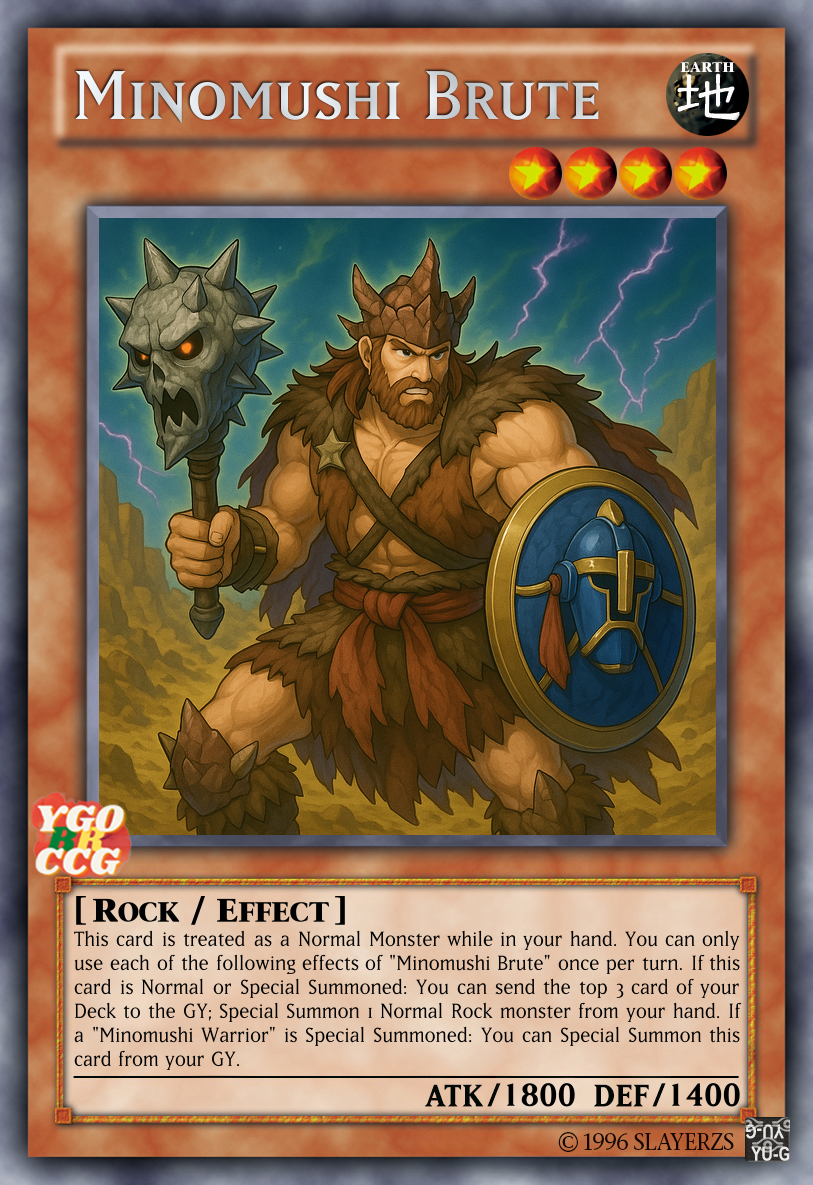 MINOMUSHI BRUTE
EARTH
地
YGO
RR
CCG
[ ROCK / EFFECT ]
This card is treated as a Normal Monster while in your hand. You can only
use each of the following effects of "Minomushi Brute" once per turn. If this
card is Normal or Special Summoned: You can send the top 3 card of your
Deck to the GY; Special Summon 1 Normal Rock monster from your hand. If
a "Minomushi Warrior" is Special Summoned: You can Special Summon this
card from your GY.
ATK/1800 DEF/1400
© 1996 SLAYERZS
YU-G
YU-G